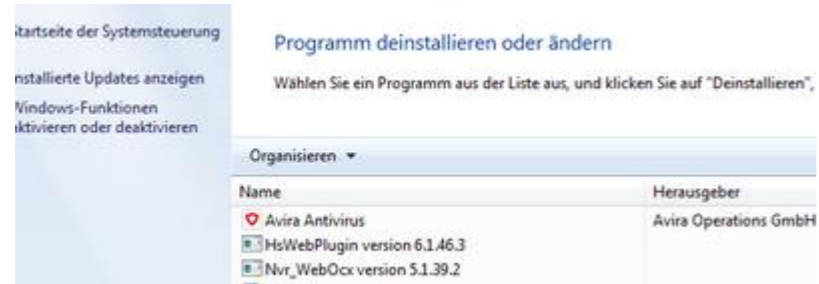 Startseite der Systemsteuerung
nstallierte Updates anzeigen
Windows-Funktionen
aktivieren oder deaktivieren
Programm deinstallieren oder ändern
Wählen Sie ein Programm aus der Liste aus, und klicken Sie auf "Deinstallieren",
Organisieren
Name Herausgeber
Avira Antivirus Avira Operations GmbH
HsWebPlugin version 6.1.46.3
Nvr_WebOcx version 5.1.39.2